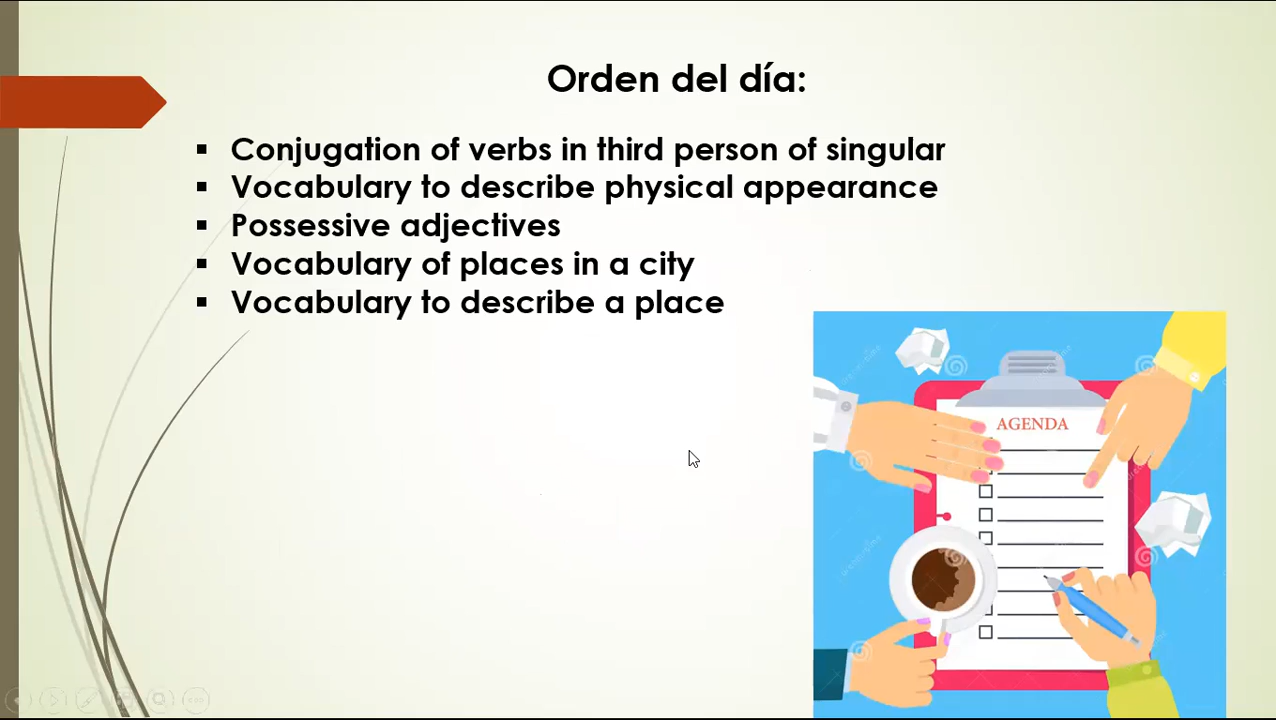 Orden del día:
Conjugation of verbs in third person of singular
Vocabulary to describe physical appearance
Possessive adjectives
Vocabulary of places in a city
Vocabulary to describe a place
AGENDA